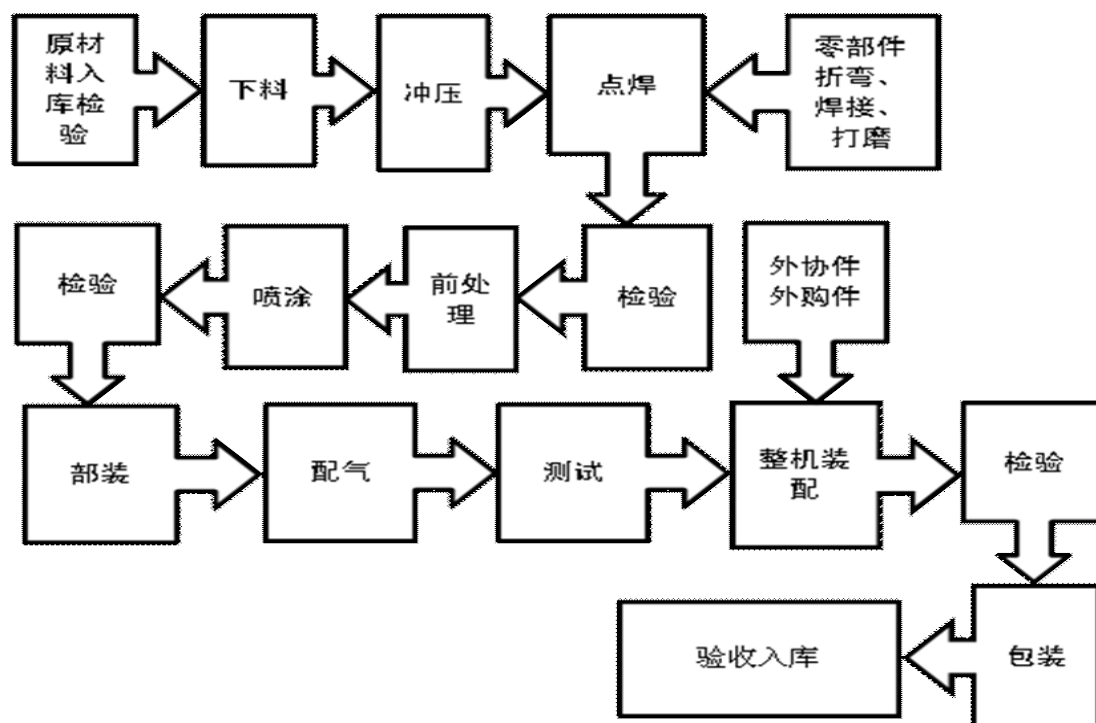 原材
料入
库检
验
下料
冲压
点焊
零部件
折弯、
焊接、
打磨
检验
喷涂
前处
理
检验
外协件
外购件
部装
配气
测试
整机装
配
检验
验收入库
包装